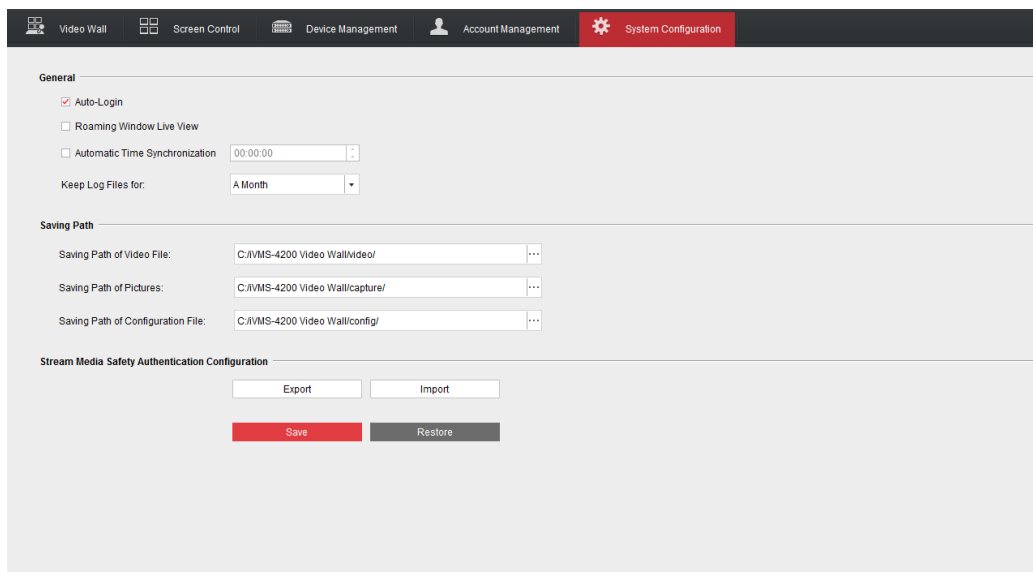 Video Wall Screen Control Device Management Account Management System Configuration
General
Auto-Login
Roaming Window Live View
Automatic Time Synchronization 00:00:00
Keep Log Files for: A Month
Saving Path
Saving Path of Video File: C:/iVMS-4200 Video Wall/video/ ...
Saving Path of Pictures: C:/iVMS-4200 Video Wall/capture/ ...
Saving Path of Configuration File: C:/iVMS-4200 Video Wall/config/ ...
Stream Media Safety Authentication Configuration
Export Import
Save Restore